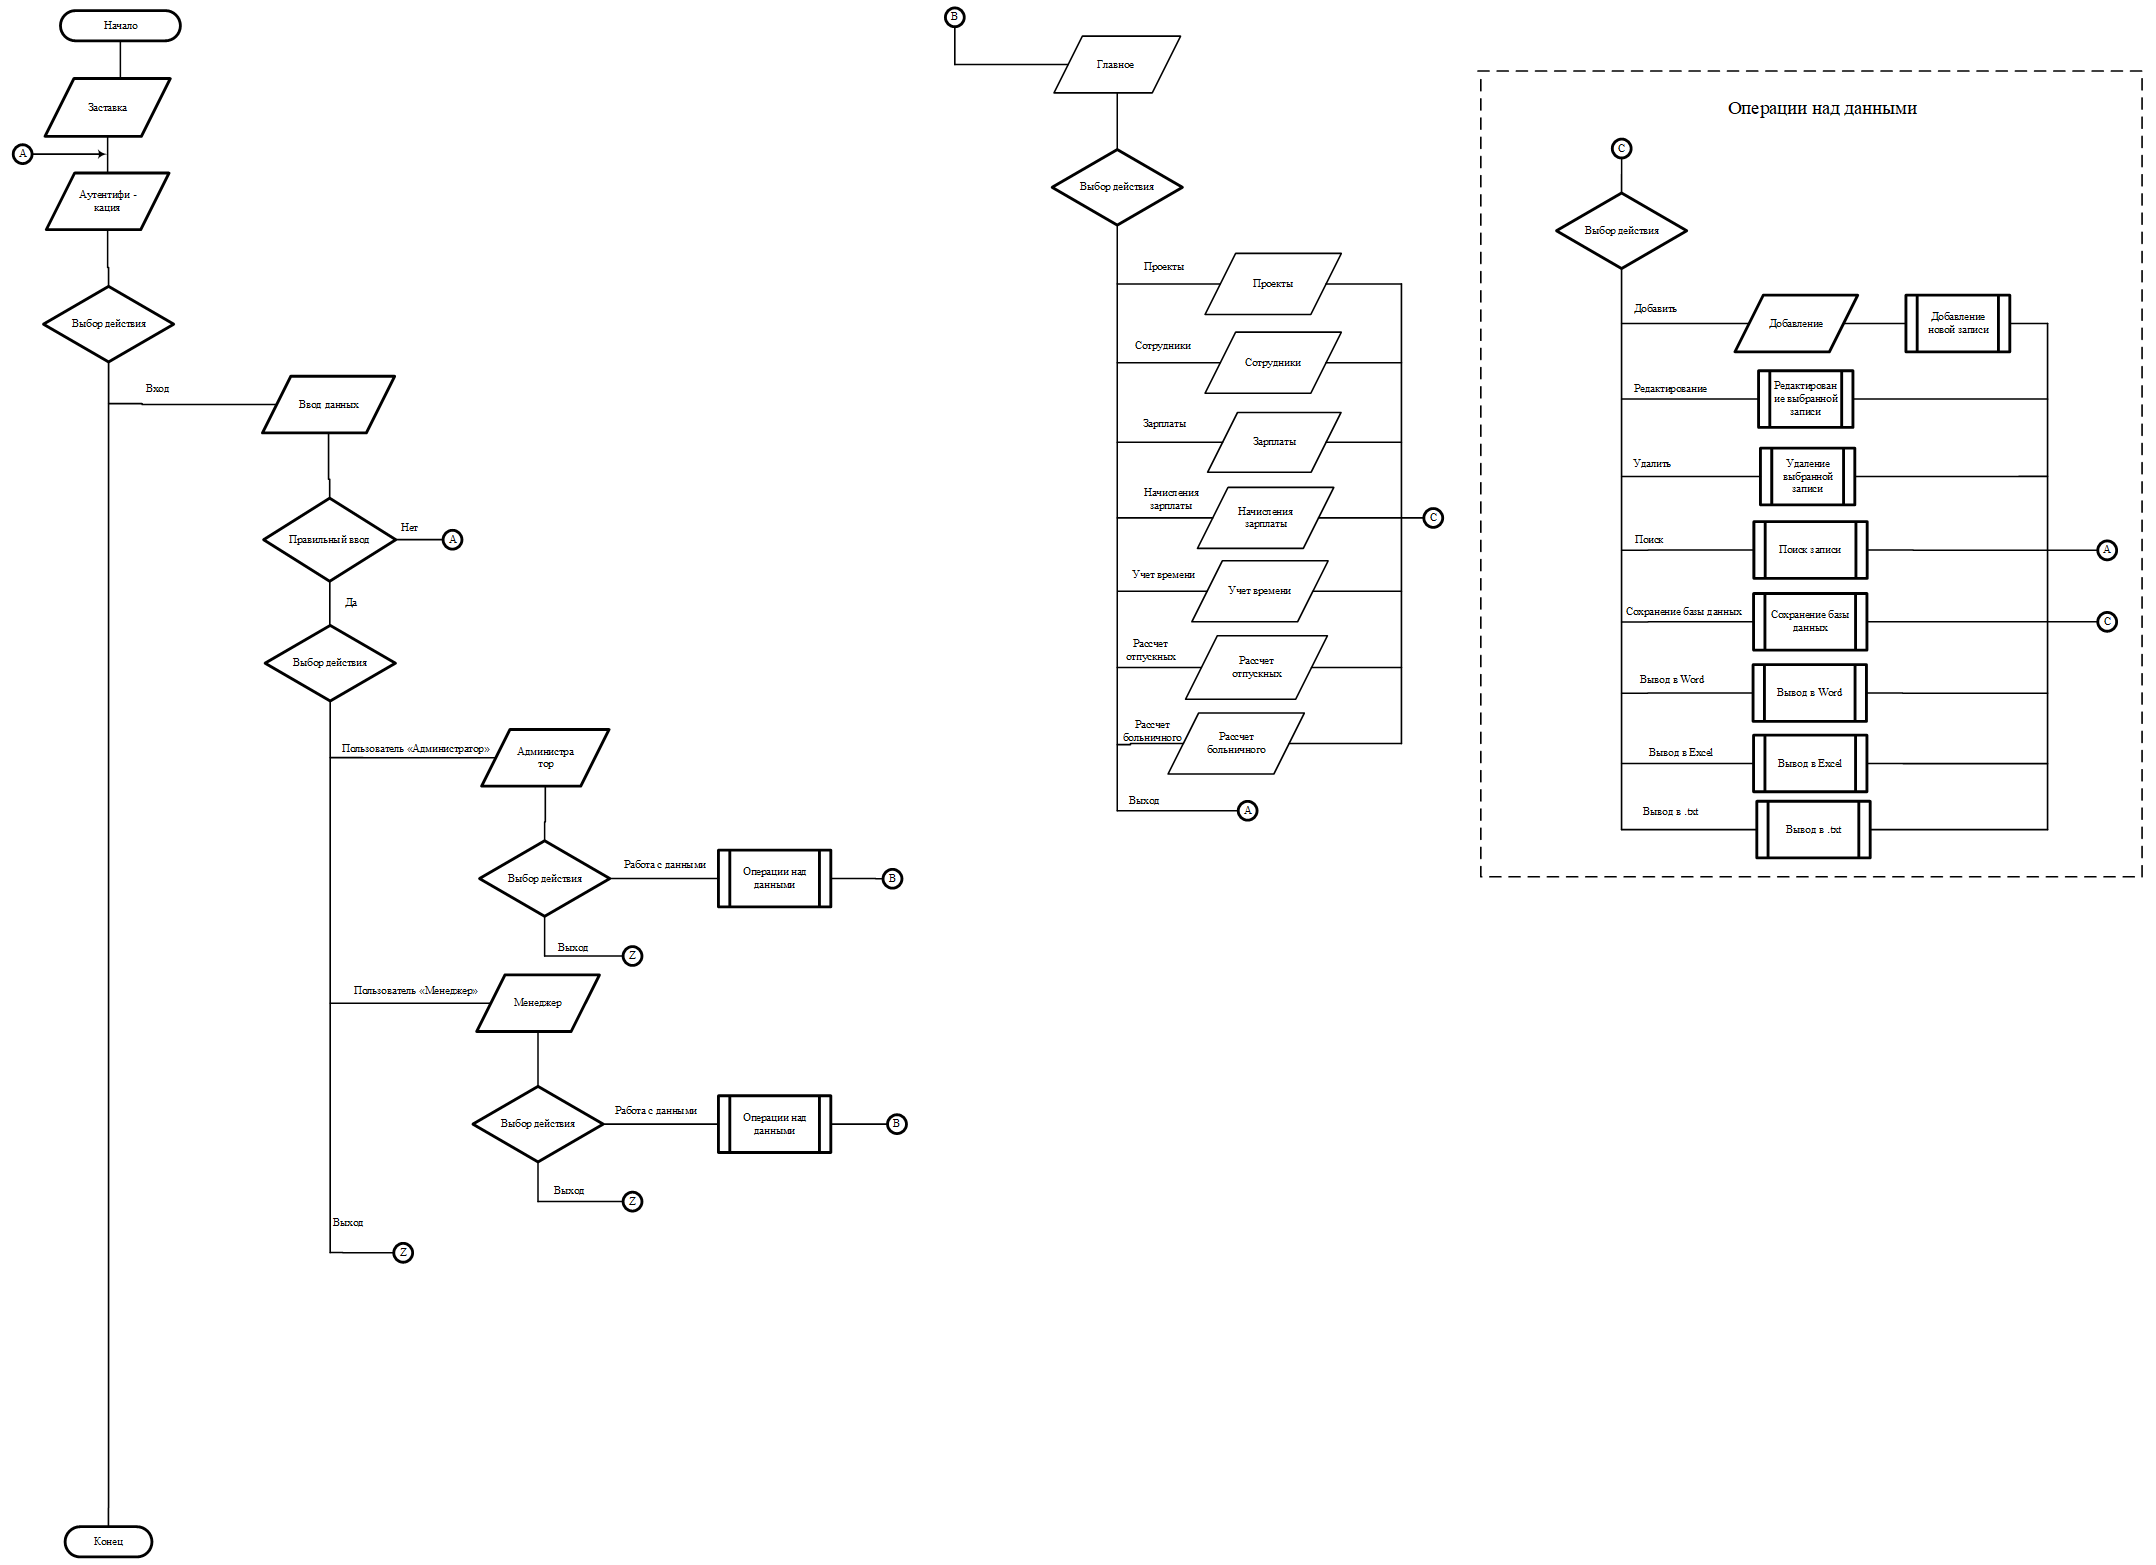 Начало
Заставка
A
Аутентифи -
кация
Выбор действия
Вход
Ввод данных
Правильный ввод
Нет
A
Да
Выбор действия
Пользователь «Администратор»
Администра
тор
Выбор действия
Работа с данными
Операции над
данными
B
Выход
Z
Пользователь «Менеджер»
Менеджер
Выбор действия
Работа с данными
Операции над
данными
B
Выход
Z
Выход
Z
Конец
B
Главное
Выбор действия
Проекты
Проекты
Сотрудники
Сотрудники
Зарплаты
Зарплаты
Начисления
зарплаты
Начисления
зарплаты
C
Учет времени
Учет времени
Рассчет
отпускных
Рассчет
отпускных
Рассчет
больничного
Рассчет
больничного
Выход
A
Операции над данными
C
Выбор действия
Добавить
Добавление
Добавление
новой записи
Редактирование
Редактирован
ие выбранной
записи
Удалить
Удаление
выбранной
записи
Поиск
Поиск записи
A
Сохранение базы данных
Сохранение базы
данных
C
Вывод в Word
Вывод в Word
Вывод в Excel
Вывод в Excel
Вывод в .txt
Вывод в .txt